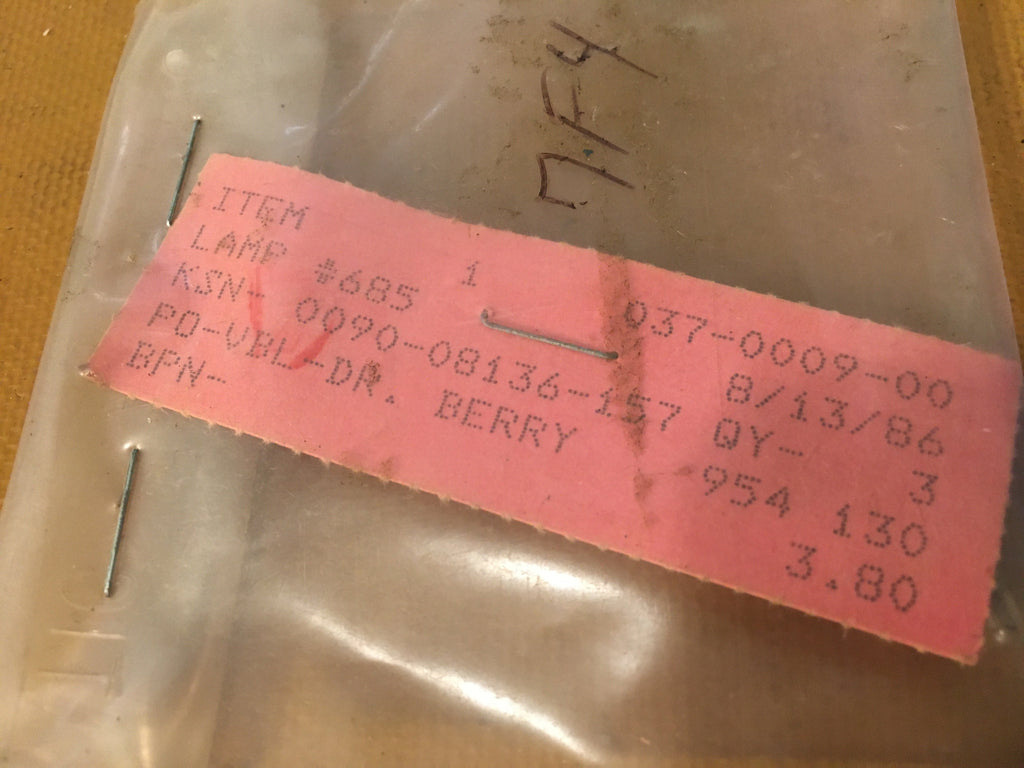 ITEM 1 037-0009-00
LAMP #685 8/13/86
NSN- 0090-08136-157 QY- 3
PO-VBL-DR. BERRY 954 130
BPN- 3.80